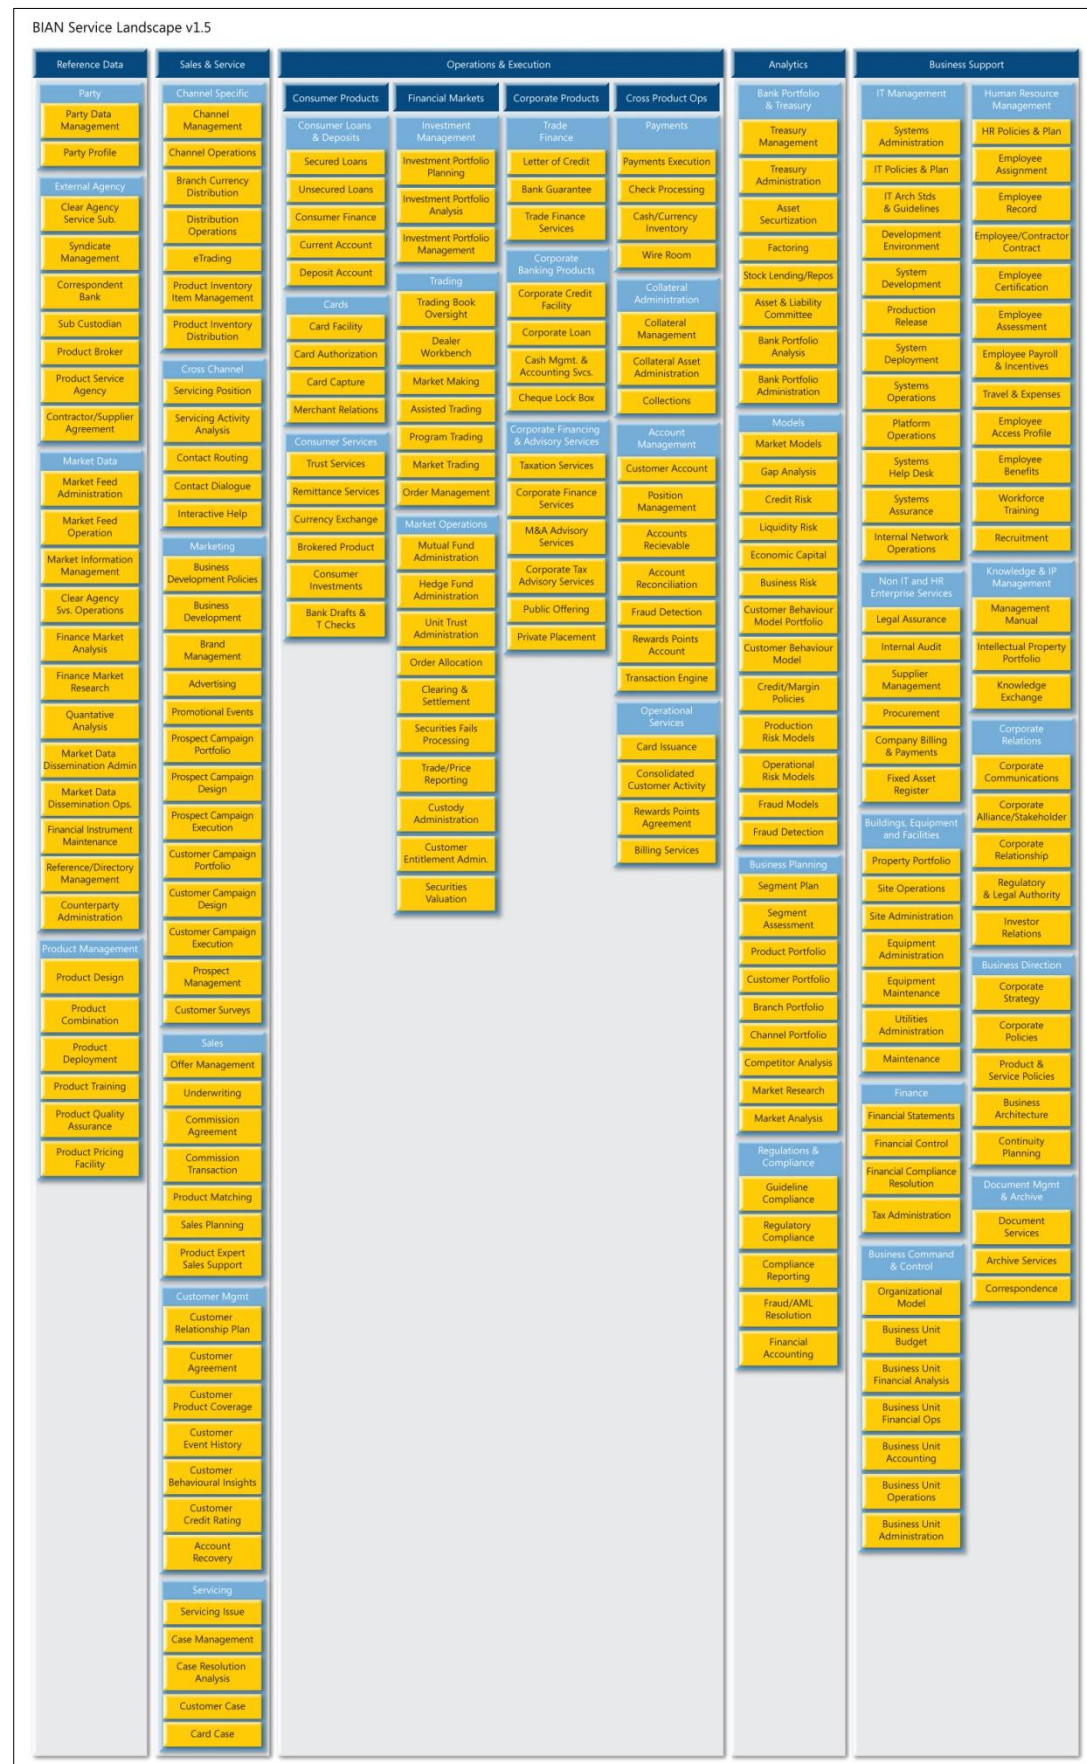 BIAN Service Landscape v1.5
Reference Data
Party
Party Data
Management
Party Profile
External Agency
Clear Agency
Service Sub.
Syndicate
Management
Correspondent
Bank
Sub Custodian
Product Broker
Product Service
Agency
Contractor/Supplier
Agreement
Market Data
Market Feed
Administration
Market Feed
Operation
Market Information
Management
Clear Agency
Svs. Operations
Finance Market
Analysis
Finance Market
Research
Quantative
Analysis
Market Data
Dissemination Admin
Market Data
Dissemination Ops.
Financial Instrument
Maintenance
Reference/Directory
Management
Counterparty
Administration
Product Management
Product Design
Product
Combination
Product
Deployment
Product Training
Product Quality
Assurance
Product Pricing
Facility
Sales & Service
Channel Specific
Channel
Management
Channel Operations
Branch Currency
Distribution
Distribution
Operations
eTrading
Product Inventory
Item Management
Product Inventory
Distribution
Cross Channel
Servicing Position
Servicing Activity
Analysis
Contact Routing
Contact Dialogue
Interactive Help
Marketing
Business
Development Policies
Business
Development
Brand
Management
Advertising
Promotional Events
Prospect Campaign
Portfolio
Prospect Campaign
Design
Prospect Campaign
Execution
Customer Campaign
Portfolio
Customer Campaign
Design
Customer Campaign
Execution
Prospect
Management
Customer Surveys
Sales
Offer Management
Underwriting
Commission
Agreement
Commission
Transaction
Product Matching
Sales Planning
Product Expert
Sales Support
Customer Mgmt
Customer
Relationship Plan
Customer
Agreement
Customer
Product Coverage
Customer
Event History
Customer
Behavioural Insights
Customer
Credit Rating
Account
Recovery
Servicing
Servicing Issue
Case Management
Case Resolution
Analysis
Customer Case
Card Case
Operations & Execution
Consumer Products
Consumer Loans
& Deposits
Secured Loans
Unsecured Loans
Consumer Finance
Current Account
Deposit Account
Cards
Card Facility
Card Authorization
Card Capture
Merchant Relations
Consumer Services
Trust Services
Remittance Services
Currency Exchange
Brokered Product
Consumer
Investments
Bank Drafts &
T Checks
Financial Markets
Investment
Management
Investment Portfolio
Planning
Investment Portfolio
Analysis
Investment Portfolio
Management
Trading
Trading Book
Oversight
Dealer
Workbench
Market Making
Assisted Trading
Program Trading
Market Trading
Order Management
Market Operations
Mutual Fund
Administration
Hedge Fund
Administration
Unit Trust
Administration
Order Allocation
Clearing &
Settlement
Securities Fails
Processing
Trade/Price
Reporting
Custody
Administration
Customer
Entitlement Admin.
Securities
Valuation
Corporate Products
Trade
Finance
Letter of Credit
Bank Guarantee
Trade Finance
Services
Corporate
Banking Products
Corporate Credit
Facility
Corporate Loan
Cash Mgmt. &
Accounting Svcs.
Cheque Lock Box
Corporate Financing
& Advisory Services
Taxation Services
Corporate Finance
Services
M&A Advisory
Services
Corporate Tax
Advisory Services
Public Offering
Private Placement
Cross Product Ops
Payments
Payments Execution
Check Processing
Cash/Currency
Inventory
Wire Room
Collateral
Administration
Collateral
Management
Collateral Asset
Administration
Collections
Account
Management
Customer Account
Position
Management
Accounts
Recievable
Account
Reconciliation
Fraud Detection
Rewards Points
Account
Transaction Engine
Operational
Services
Card Issuance
Consolidated
Customer Activity
Rewards Points
Agreement
Billing Services
Analytics
Bank Portfolio
& Treasury
Treasury
Management
Treasury
Administration
Asset
Securtization
Factoring
Stock Lending/Repos
Asset & Liability
Committee
Bank Portfolio
Analysis
Bank Portfolio
Administration
Models
Market Models
Gap Analysis
Credit Risk
Liquidity Risk
Economic Capital
Business Risk
Customer Behaviour
Model Portfolio
Customer Behaviour
Model
Credit/Margin
Policies
Production
Risk Models
Operational
Risk Models
Fraud Models
Fraud Detection
Business Planning
Segment Plan
Segment
Assessment
Product Portfolio
Customer Portfolio
Branch Portfolio
Channel Portfolio
Competitor Analysis
Market Research
Market Analysis
Regulations &
Compliance
Guideline
Compliance
Regulatory
Compliance
Compliance
Reporting
Fraud/AML
Resolution
Financial
Accounting
Business Support
IT Management
Systems
Administration
IT Policies & Plan
IT Arch Stds
& Guidelines
Development
Environment
System
Development
Production
Release
System
Deployment
Systems
Operations
Platform
Operations
Systems
Help Desk
Systems
Assurance
Internal Network
Operations
Non IT and HR
Enterprise Services
Legal Assurance
Internal Audit
Supplier
Management
Procurement
Company Billing
& Payments
Fixed Asset
Register
Buildings, Equipment
and Facilities
Property Portfolio
Site Operations
Site Administration
Equipment
Administration
Equipment
Maintenance
Utilities
Administration
Maintenance
Finance
Financial Statements
Financial Control
Financial Compliance
Resolution
Tax Administration
Business Command
& Control
Organizational
Model
Business Unit
Budget
Business Unit
Financial Analysis
Business Unit
Financial Ops
Business Unit
Accounting
Business Unit
Operations
Business Unit
Administration
Human Resource
Management
HR Policies & Plan
Employee
Assignment
Employee
Record
Employee/Contractor
Contract
Employee
Certification
Employee
Assessment
Employee Payroll
& Incentives
Travel & Expenses
Employee
Access Profile
Employee
Benefits
Workforce
Training
Recruitment
Knowledge & IP
Management
Management
Manual
Intellectual Property
Portfolio
Knowledge
Exchange
Corporate
Relations
Corporate
Communications
Corporate
Alliance/Stakeholder
Corporate
Relationship
Regulatory
& Legal Authority
Investor
Relations
Business Direction
Corporate
Strategy
Corporate
Policies
Product &
Service Policies
Business
Architecture
Continuity
Planning
Document Mgmt
& Archive
Document
Services
Archive Services
Correspondence